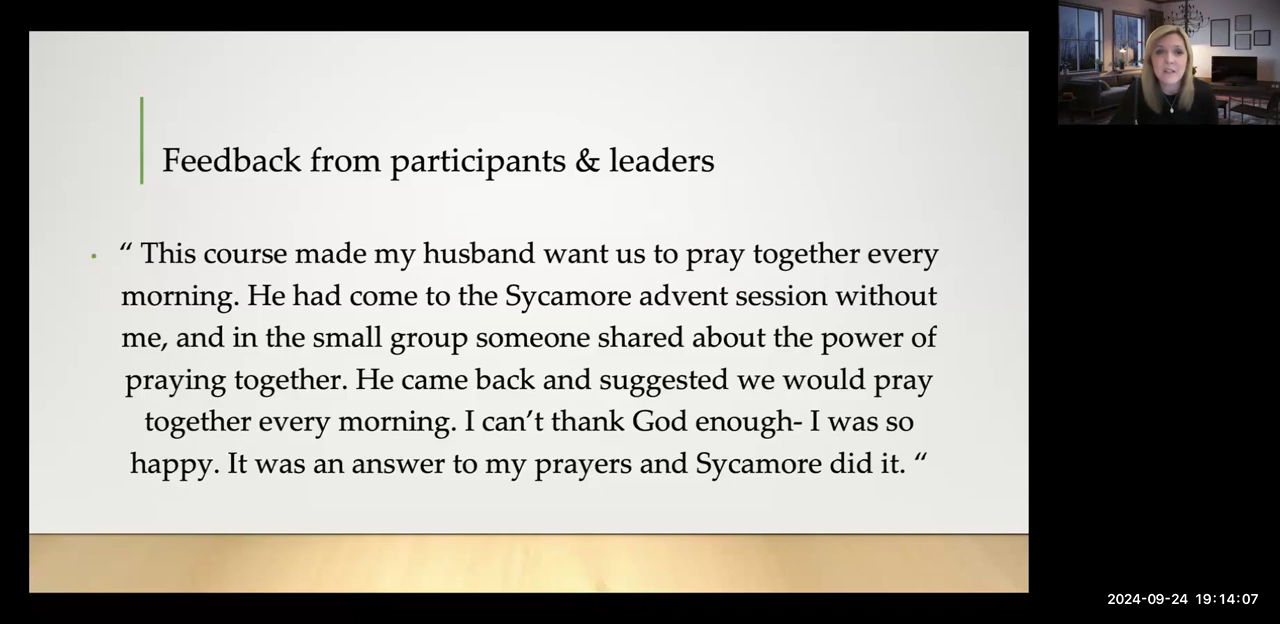 Feedback from participants & leaders
• “ This course made my husband want us to pray together every
morning. He had come to the Sycamore advent session without
me, and in the small group someone shared about the power of
praying together. He came back and suggested we would pray
together every morning. I can’t thank God enough- I was so
happy. It was an answer to my prayers and Sycamore did it. “
2024-09-24 19:14:07